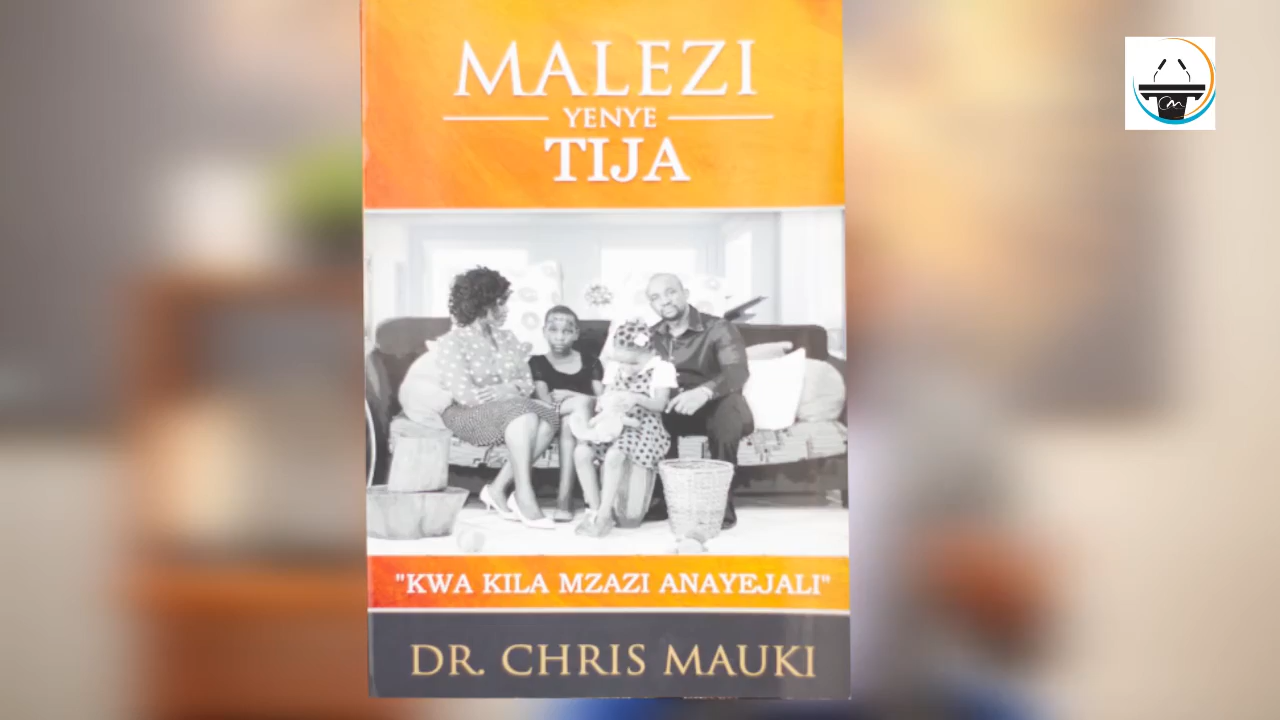 MALEZI
YENYE
TIJA
"KWA KILA MZAZI ANAYEJALI"
DR. CHRIS MAUKI